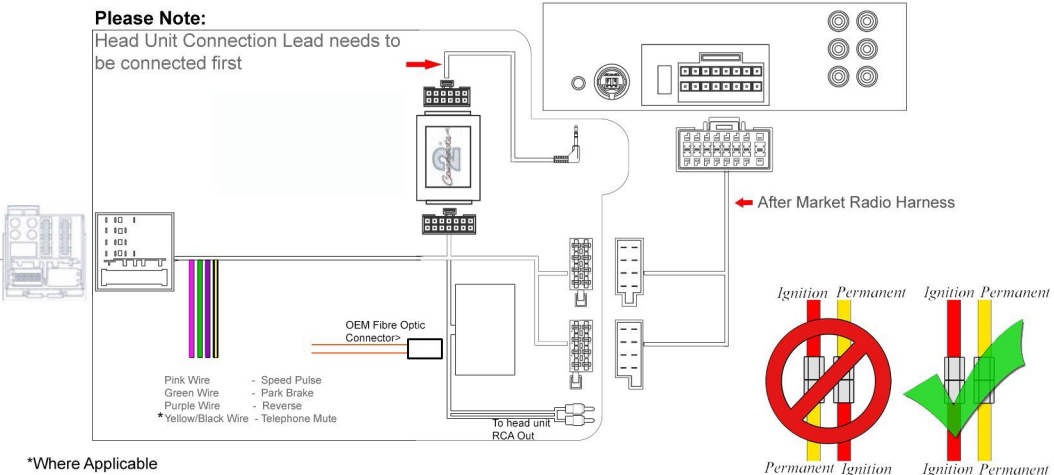 Please Note:
Head Unit Connection Lead needs to
be connected first
Connects 2
After Market Radio Harness
OEM Fibre Optic
Connector>
Pink Wire - Speed Pulse
Green Wire - Park Brake
Purple Wire - Reverse
*Yellow/Black Wire - Telephone Mute
To head unit
RCA Out
*Where Applicable
Ignition Permanent
Permanent Ignition
Ignition Permanent
Ignition Permanent